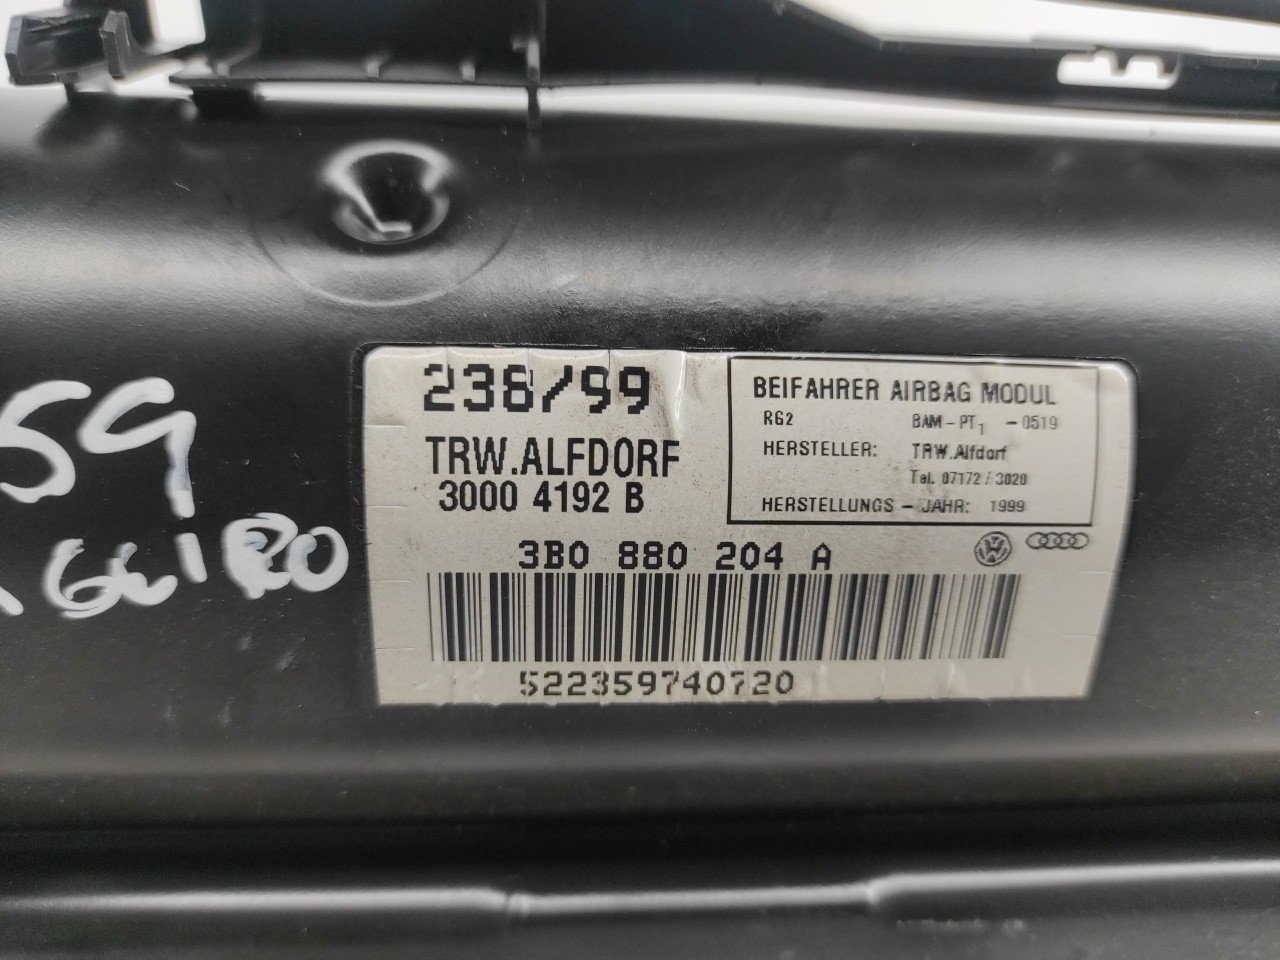 59
238/99
TRW.ALFDORF
3000 4192 B
BEIFAHRER AIRBAG MODUL
RG2 BAM-PT1 -0519
HERSTELLER: TRW.Alfdorf
Tel. 07172/3020
HERSTELLUNGS - JAHR: 1999
3B0 880 204 A
522359740720